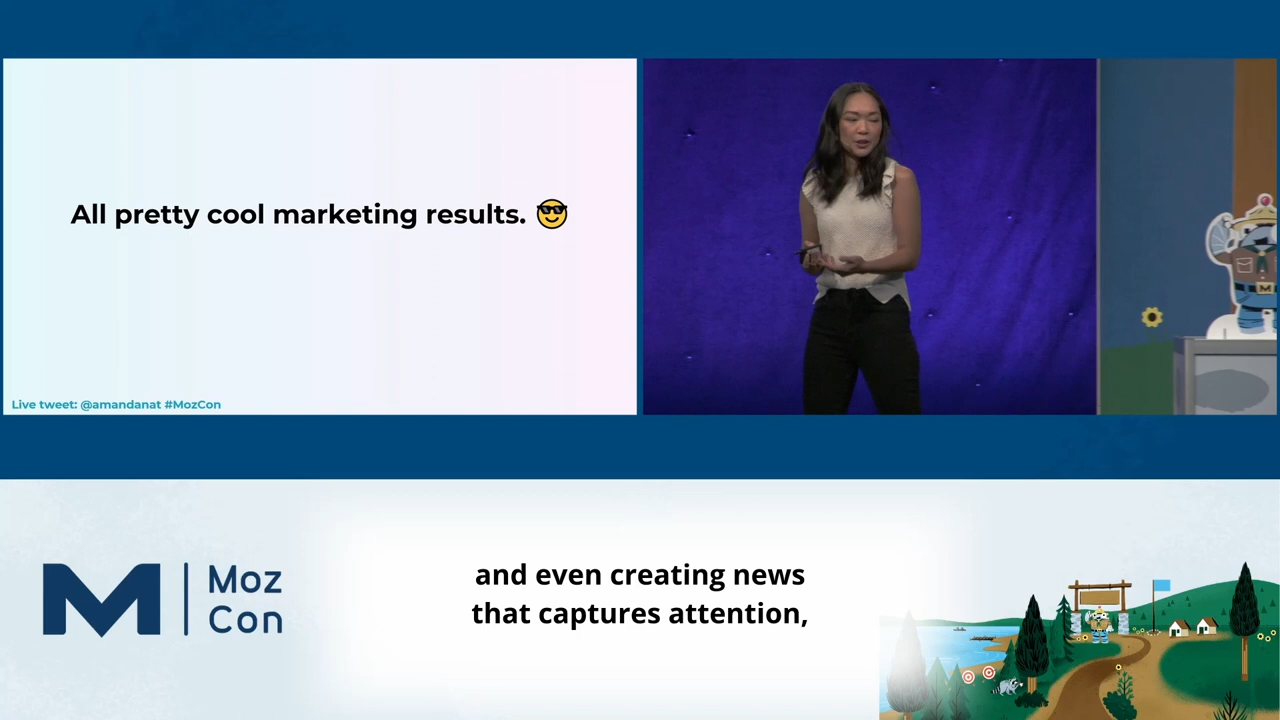 All pretty cool marketing results. 😎
Live tweet: @amandanat #MozCon
M
Moz
Con
and even creating news
that captures attention,